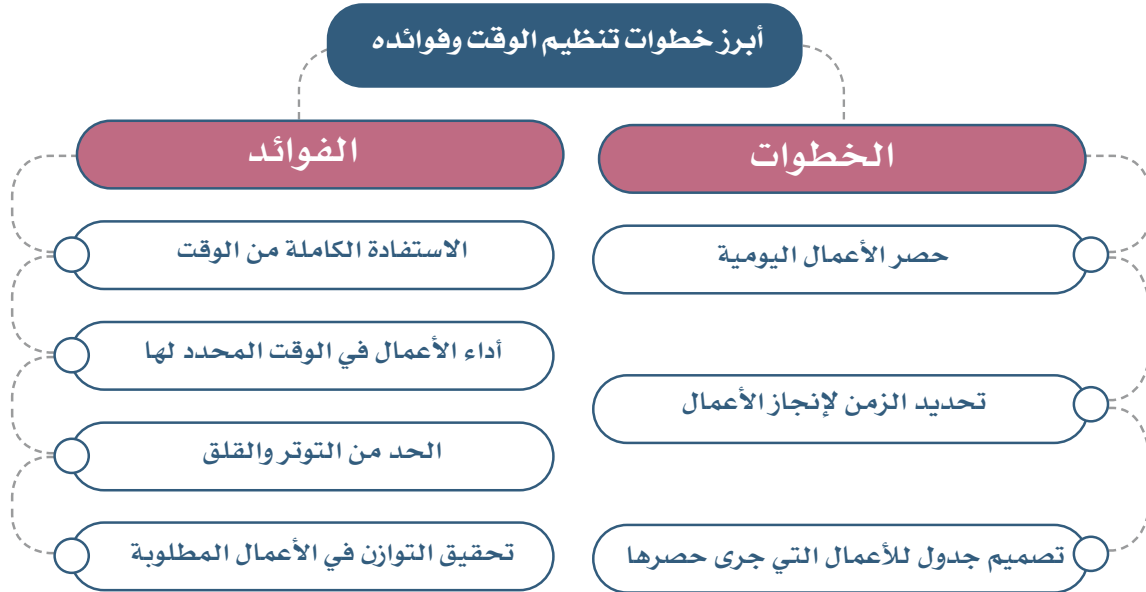 أبرز خطوات تنظيم الوقت وفوائده
الخطوات
حصر الأعمال اليومية
تحديد الزمن لإنجاز الأعمال
تصميم جدول للأعمال التي جرى حصرها
الفوائد
الاستفادة الكاملة من الوقت
أداء الأعمال في الوقت المحدد لها
الحد من التوتر والقلق
تحقيق التوازن في الأعمال المطلوبة